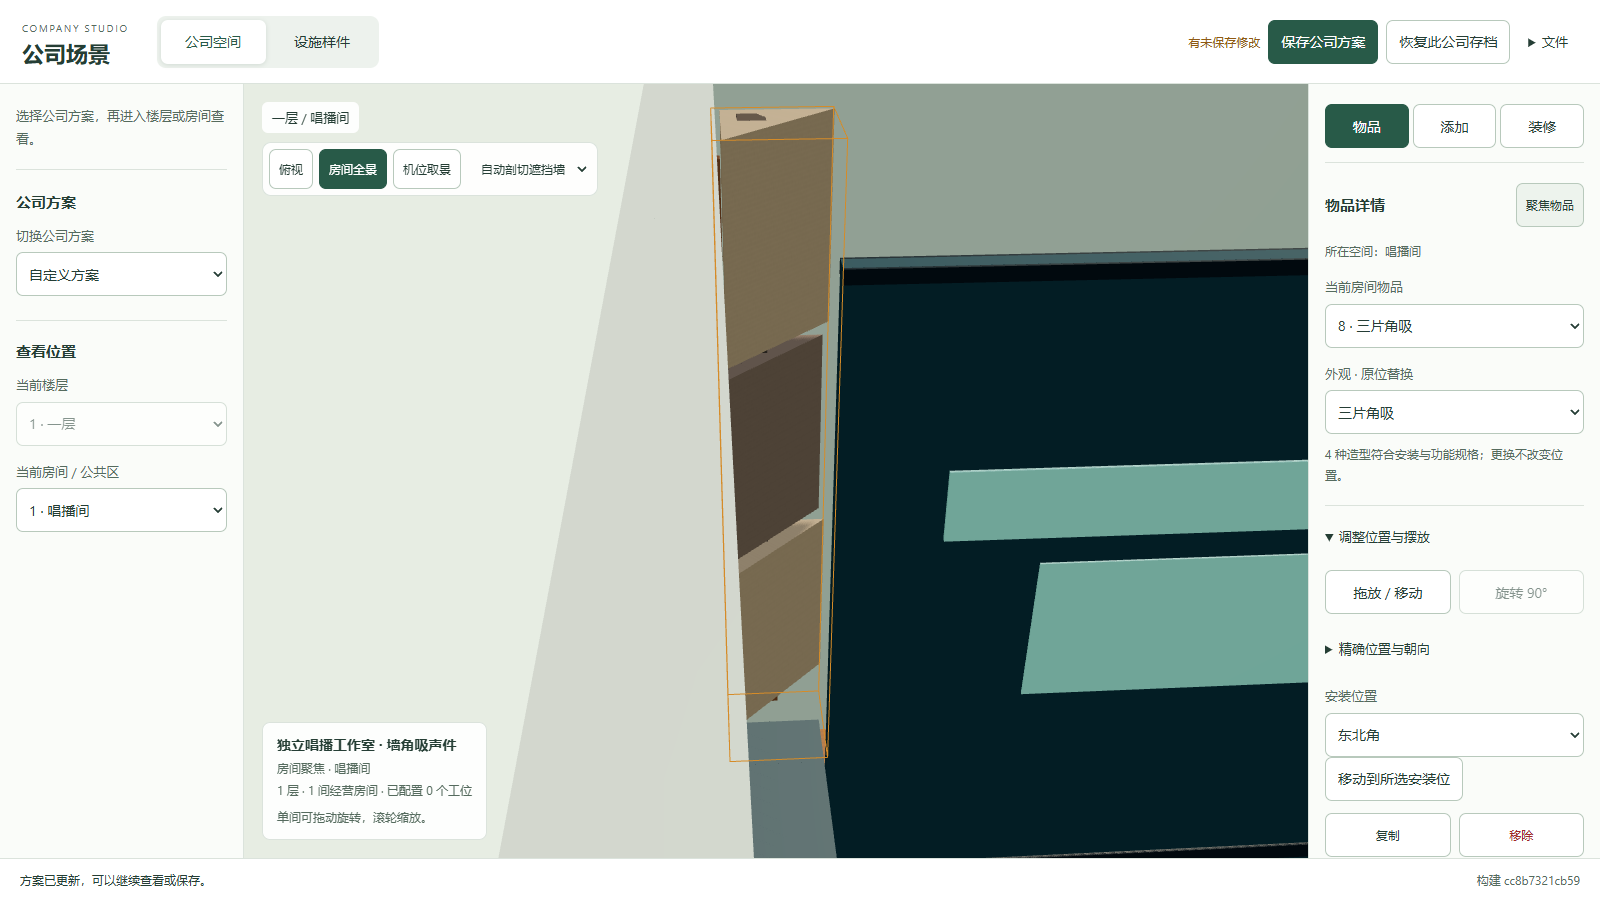 COMPANY STUDIO
公司场景
公司空间
设施样件
有未保存修改
保存公司方案
恢复此公司存档
▶ 文件
选择公司方案，再进入楼层或房间查
看。
公司方案
切换公司方案
自定义方案
查看位置
当前楼层
1 · 一层
当前房间 / 公共区
1 · 唱播间
一层 / 唱播间
俯视
房间全景
机位取景
自动剖切遮挡墙
独立唱播工作室 · 墙角吸声件
房间聚焦 · 唱播间
1 层 · 1 间经营房间 · 已配置 0 个工位
单间可拖动旋转，滚轮缩放。
物品
添加
装修
物品详情
聚焦物品
所在空间：唱播间
当前房间物品
8 · 三片角吸
外观 · 原位替换
三片角吸
4 种造型符合安装与功能规格；更换不改变位
置。
▼ 调整位置与摆放
拖放 / 移动
旋转 90°
▶ 精确位置与朝向
安装位置
东北角
移动到所选安装位
复制
移除
方案已更新，可以继续查看或保存。
构建 cc8b7321cb59